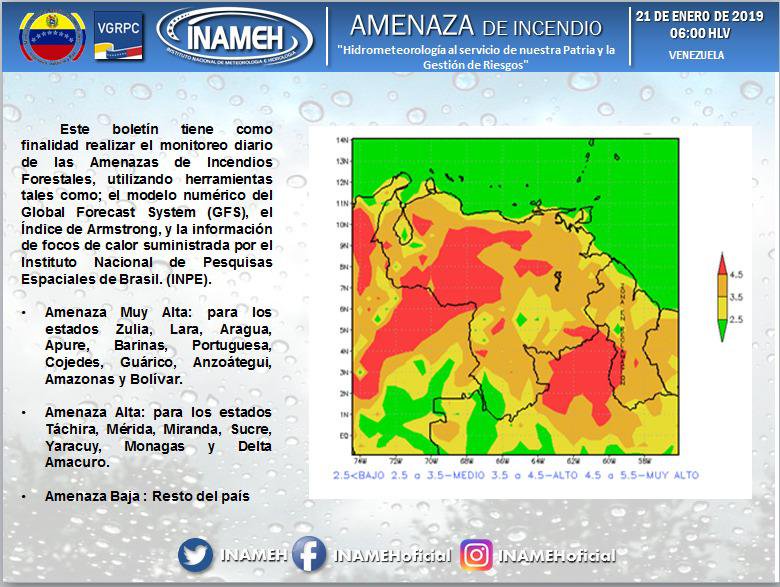 VGRPC
INAMEH
INSTITUTO NACIONAL DE METEOROLOGIA E HIDROLOGIA
AMENAZA DE INCENDIO
"Hidrometeorología al servicio de nuestra Patria y la
Gestión de Riesgos"
21 DE ENERO DE 2019
06:00 HLV
VENEZUELA
Este boletín tiene como
finalidad realizar el monitoreo diario
de las Amenazas de Incendios
Forestales, utilizando herramientas
tales como; el modelo numérico del
Global Forecast System (GFS), el
Índice de Armstrong, y la información
de focos de calor suministrada por el
Instituto Nacional de Pesquisas
Espaciales de Brasil. (INPE).
• Amenaza Muy Alta: para los
estados Zulia, Lara, Aragua,
Apure, Barinas, Portuguesa,
Cojedes, Guárico, Anzoátegui,
Amazonas y Bolívar.
• Amenaza Alta: para los estados
Táchira, Mérida, Miranda, Sucre,
Yaracuy, Monagas y Delta
Amacuro.
• Amenaza Baja : Resto del país
14N
13N
12N
11N
10N
9N
8N
7N
6N
5N
4N
3N
2N
1N
EQ
74W 72W 70W 68W 66W 64W 62W 60W 58W
4.5
3.5
2.5
2.5<BAJO 2.5 a 3.5-MEDIO 3.5 a 4.5-ALTO 4.5 a 5.5-MUY ALTO
INAMEH INAMEHoficial INAMEHoficial